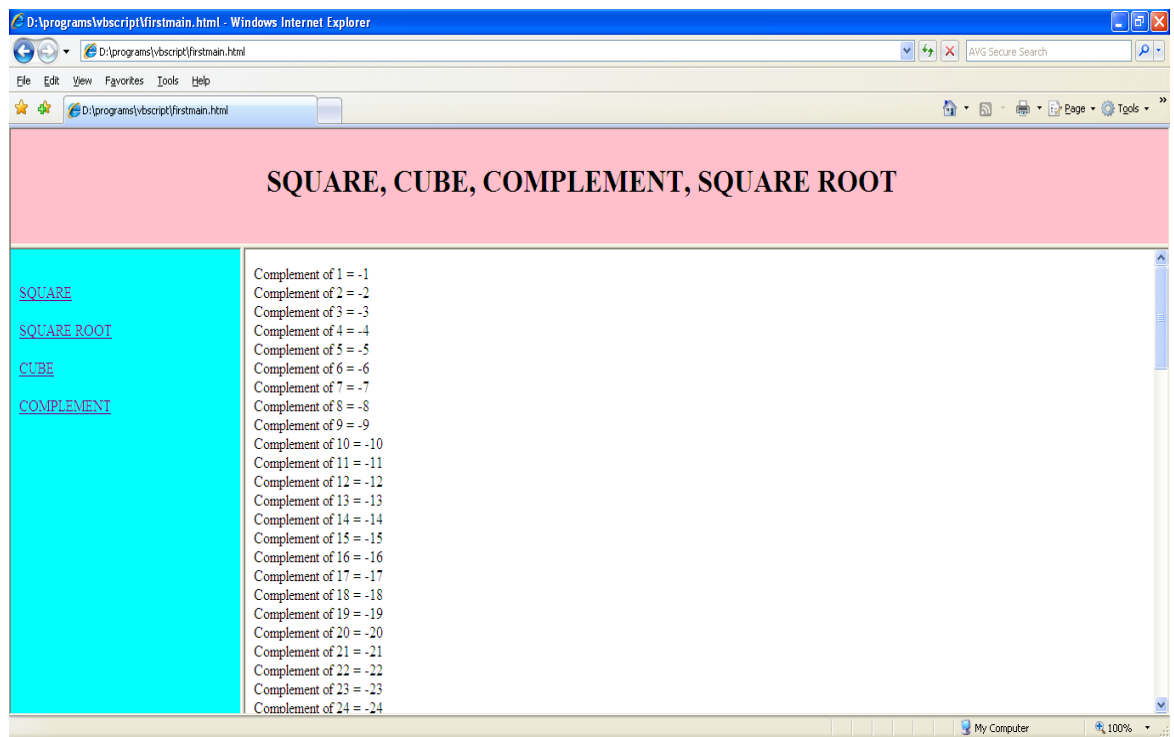 D:\programs\vbscript\firstmain.html - Windows Internet Explorer
D:\programs\vbscript\firstmain.html
AVG Secure Search
File Edit View Favorites Tools Help
D:\programs\vbscript\firstmain.html
Page Tools »
SQUARE, CUBE, COMPLEMENT, SQUARE ROOT
SQUARE
SQUARE ROOT
CUBE
COMPLEMENT
Complement of 1 = -1
Complement of 2 = -2
Complement of 3 = -3
Complement of 4 = -4
Complement of 5 = -5
Complement of 6 = -6
Complement of 7 = -7
Complement of 8 = -8
Complement of 9 = -9
Complement of 10 = -10
Complement of 11 = -11
Complement of 12 = -12
Complement of 13 = -13
Complement of 14 = -14
Complement of 15 = -15
Complement of 16 = -16
Complement of 17 = -17
Complement of 18 = -18
Complement of 19 = -19
Complement of 20 = -20
Complement of 21 = -21
Complement of 22 = -22
Complement of 23 = -23
Complement of 24 = -24
My Computer 100%